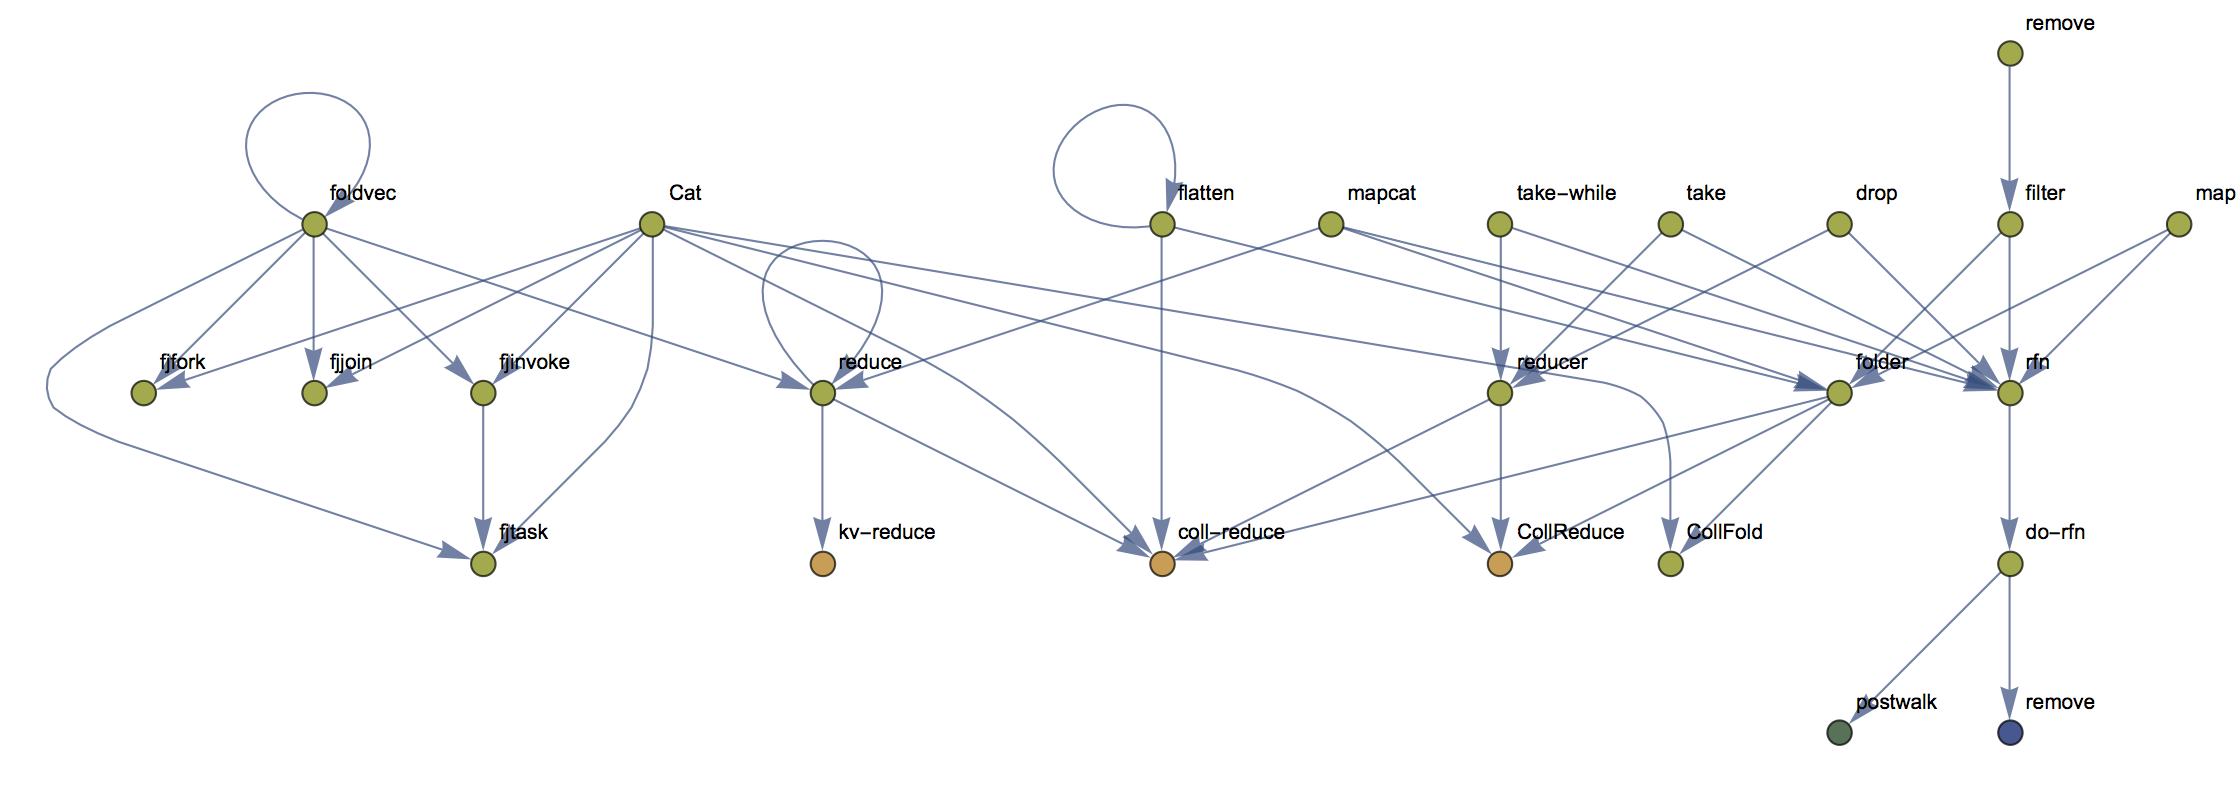 remove
foldvec
Cat
flatten
mapcat
take-while
take
drop
filter
map
fjfork
fjjoin
fjinvoke
reduce
reducer
folder
rfn
fjtask
kv-reduce
coll-reduce
CollReduce
CollFold
do-rfn
postwalk
remove